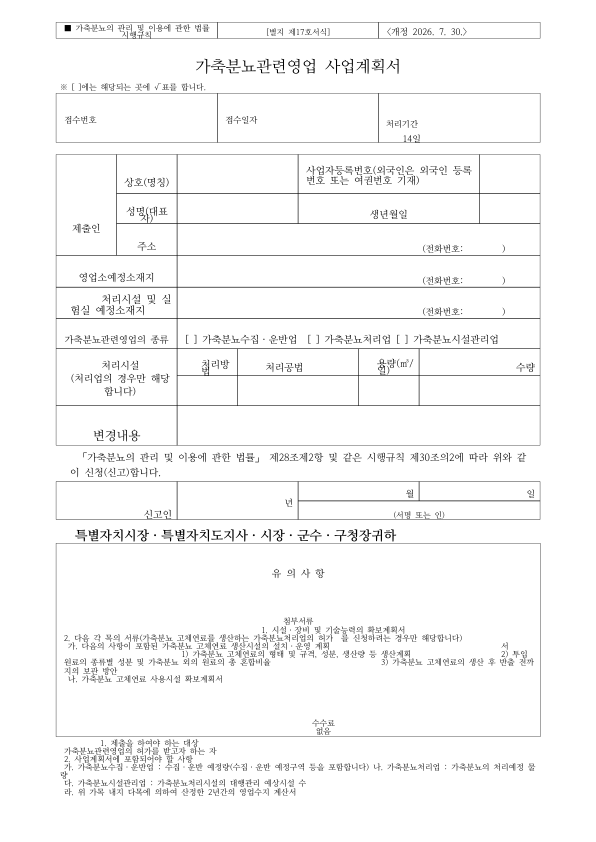 ■ 가축분뇨의 관리 및 이용에 관한 법률 시행규칙
[별지 제17호서식]
〈개정 2026. 7. 30.〉
가축분뇨관련영업 사업계획서
※ [ ]에는 해당되는 곳에 √표를 합니다.
접수번호
접수일자
처리기간
14일
제출인
상호(명칭)
사업자등록번호(외국인은 외국인 등록
번호 또는 여권번호 기재)
성명(대표
자)
생년월일
주소
(전화번호: )
영업소예정소재지
(전화번호: )
처리시설 및 실
험실 예정소재지
(전화번호: )
가축분뇨관련영업의 종류
[ ] 가축분뇨수집ㆍ운반업 [ ] 가축분뇨처리업 [ ] 가축분뇨시설관리업
처리시설
(처리업의 경우만 해당
합니다)
처리방
법
처리공법
용량(㎥/
일)
수량
변경내용
「가축분뇨의 관리 및 이용에 관한 법률」 제28조제2항 및 같은 시행규칙 제30조의2에 따라 위와 같
이 신청(신고)합니다.
년
월
일
신고인
(서명 또는 인)
특별자치시장ㆍ특별자치도지사ㆍ시장ㆍ군수ㆍ구청장귀하
유 의 사 항
첨부서류
1. 시설ㆍ장비 및 기술능력의 확보계획서
2. 다음 각 목의 서류(가축분뇨 고체연료를 생산하는 가축분뇨처리업의 허가 를 신청하려는 경우만 해당합니다)
가. 다음의 사항이 포함된 가축분뇨 고체연료 생산시설의 설치ㆍ운영 계획 서
1) 가축분뇨 고체연료의 형태 및 규격, 성분, 생산량 등 생산계획 2) 투입
원료의 종류별 성분 및 가축분뇨 외의 원료의 총 혼합비율 3) 가축분뇨 고체연료의 생산 후 반출 전까
지의 보관 방안
나. 가축분뇨 고체연료 사용시설 확보계획서
수수료
없음
1. 제출을 하여야 하는 대상
가축분뇨관련영업의 허가를 받고자 하는 자
2. 사업계획서에 포함되어야 할 사항
가. 가축분뇨수집ㆍ운반업 : 수집ㆍ운반 예정량(수집ㆍ운반 예정구역 등을 포함합니다) 나. 가축분뇨처리업 : 가축분뇨의 처리예정 물
량
다. 가축분뇨시설관리업 : 가축분뇨처리시설의 대행관리 예상시설 수
라. 위 가목 내지 다목에 의하여 산정한 2년간의 영업수지 계산서